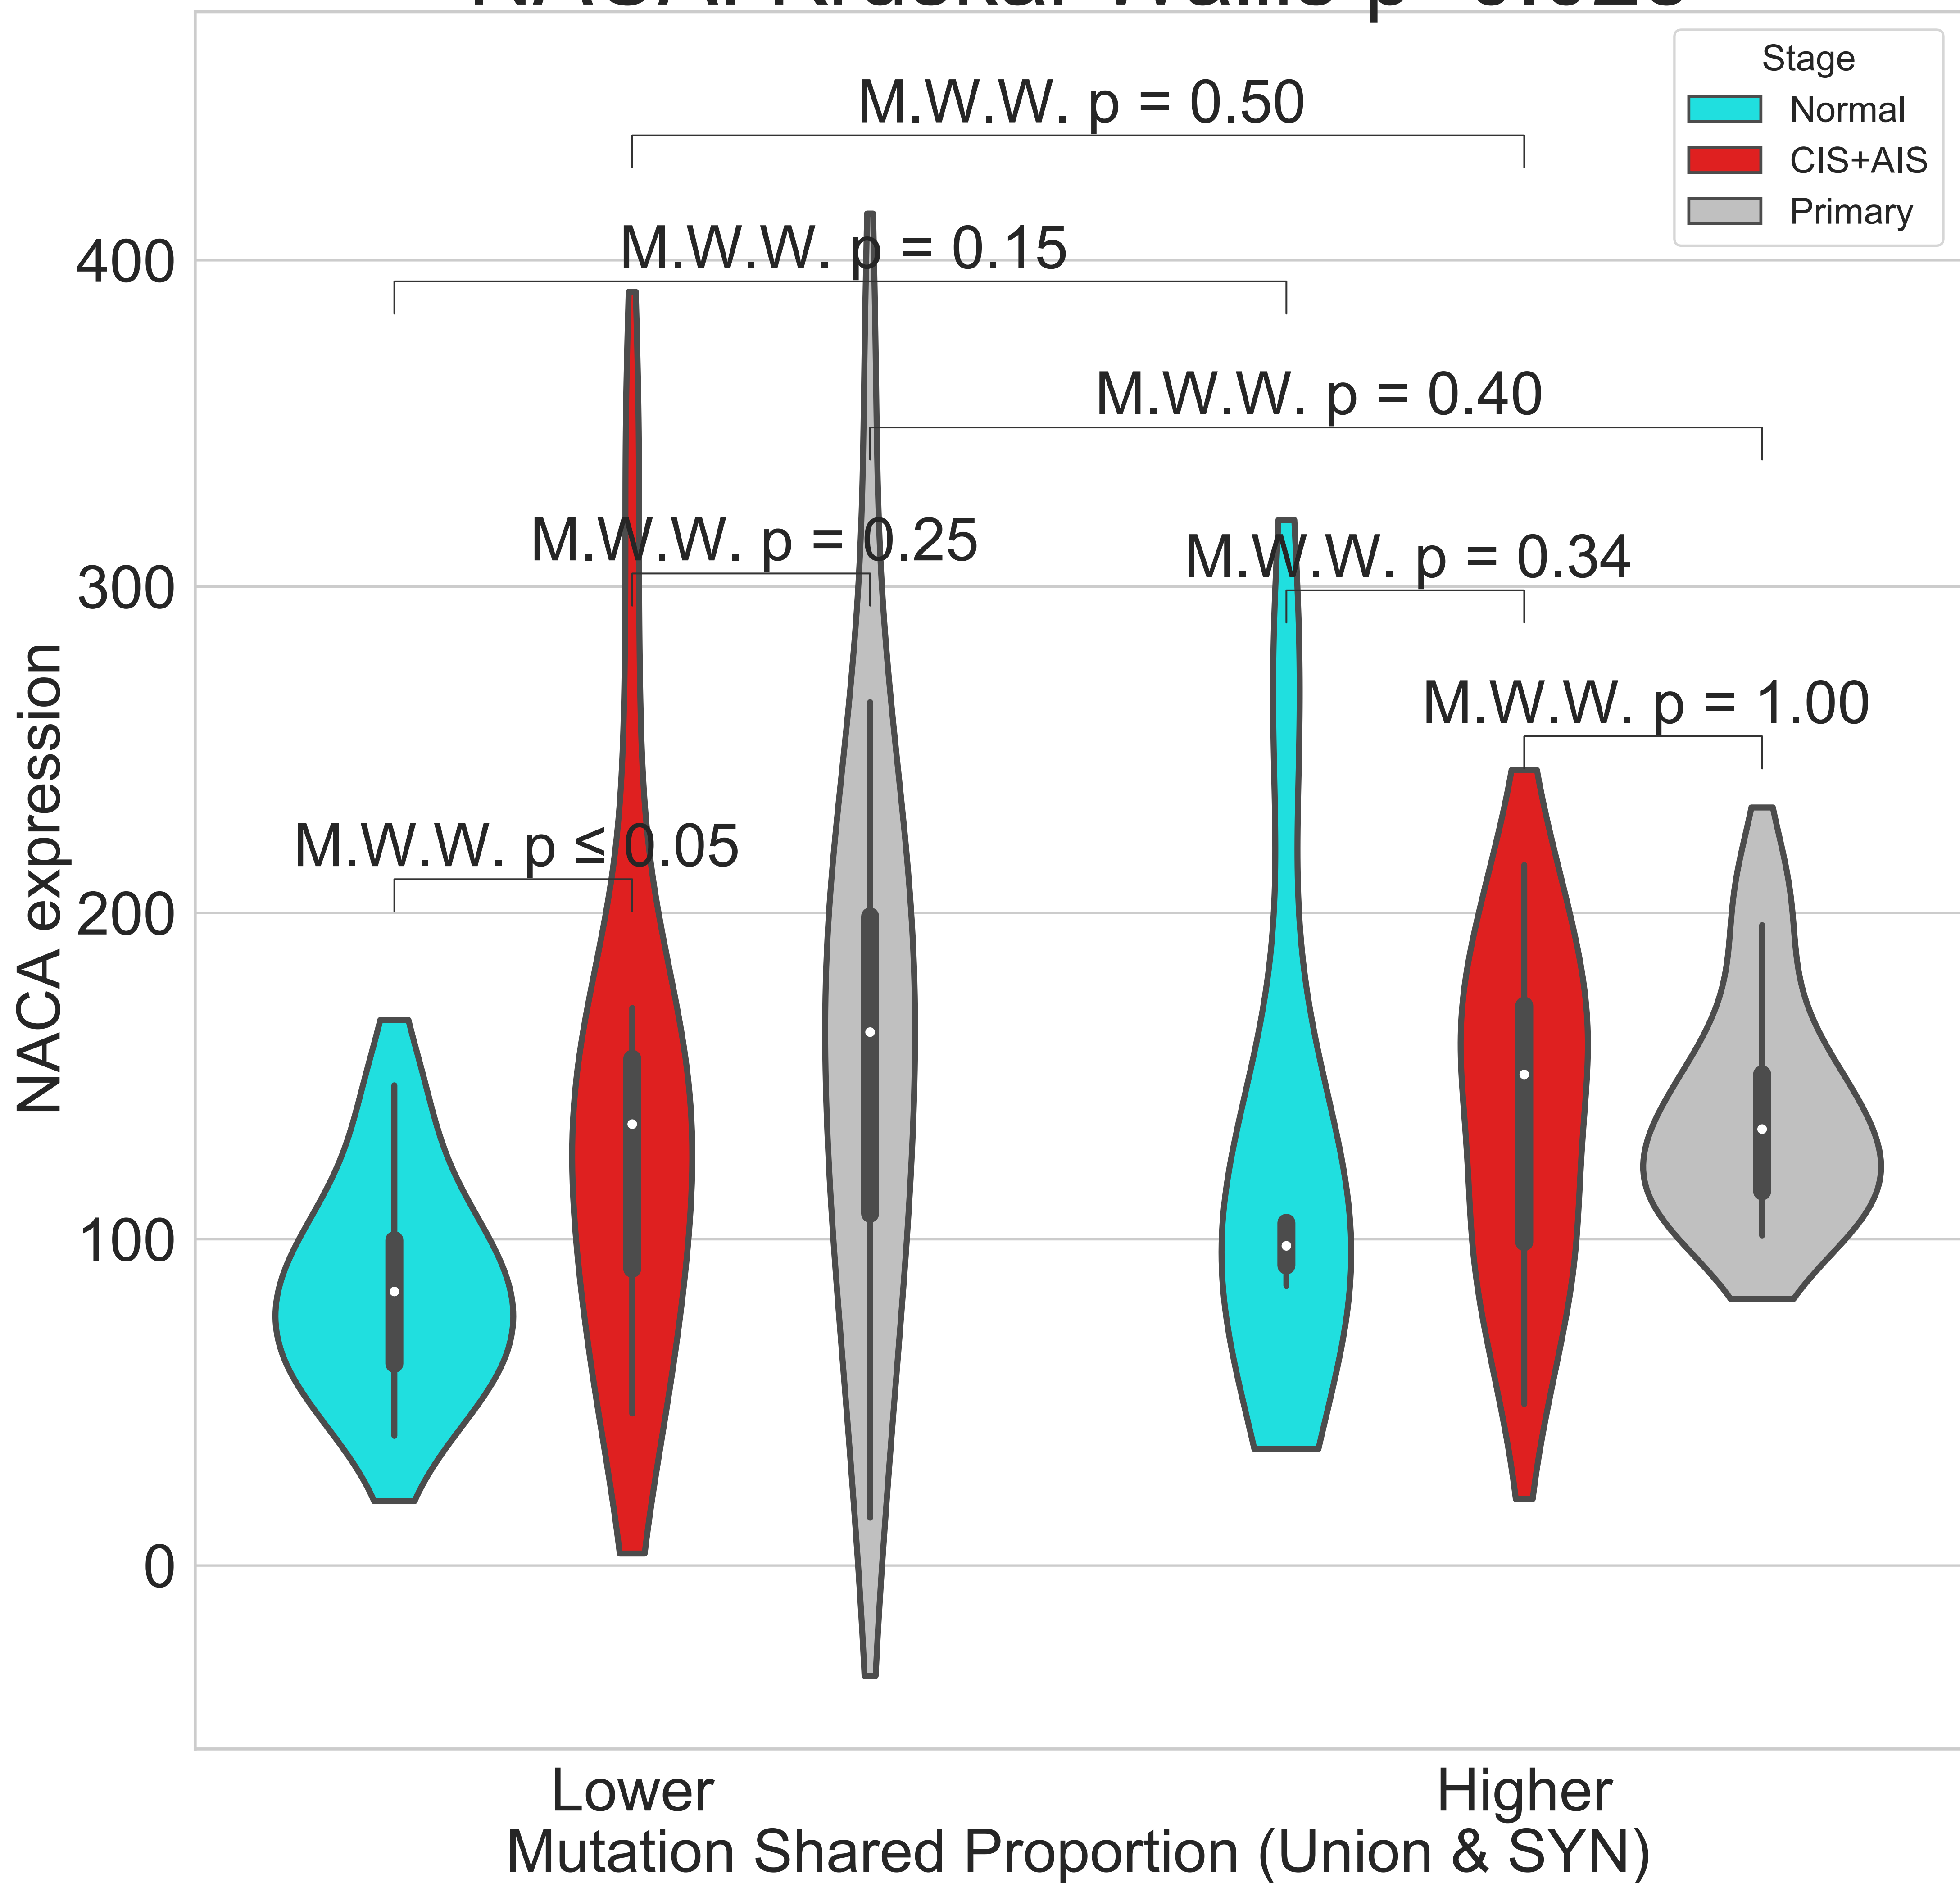 Stage
Normal
CIS+AIS
Primary
M.W.W. p = 0.50
M.W.W. p = 0.15
M.W.W. p = 0.40
M.W.W. p = 0.25
M.W.W. p = 0.34
M.W.W. p = 1.00
M.W.W. p ≤ 0.05
400
300
200
100
0
NACA expression
Lower
Higher
Mutation Shared Proportion (Union & SYN)